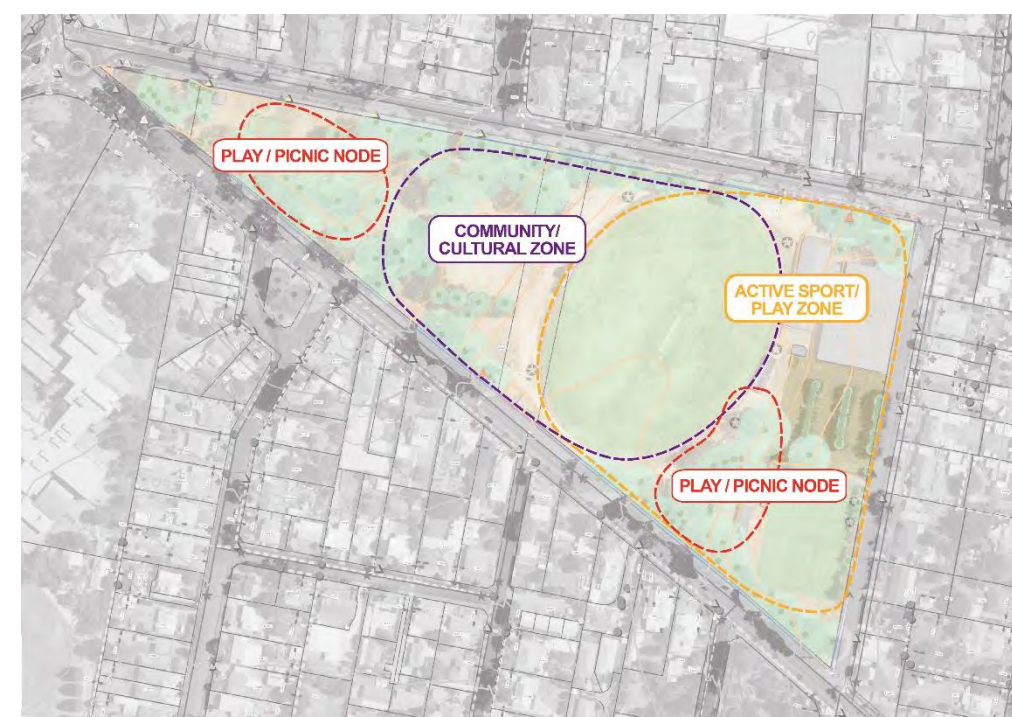 PLAY / PICNIC NODE
COMMUNITY/
CULTURAL ZONE
ACTIVE SPORT/
PLAY ZONE
PLAY / PICNIC NODE